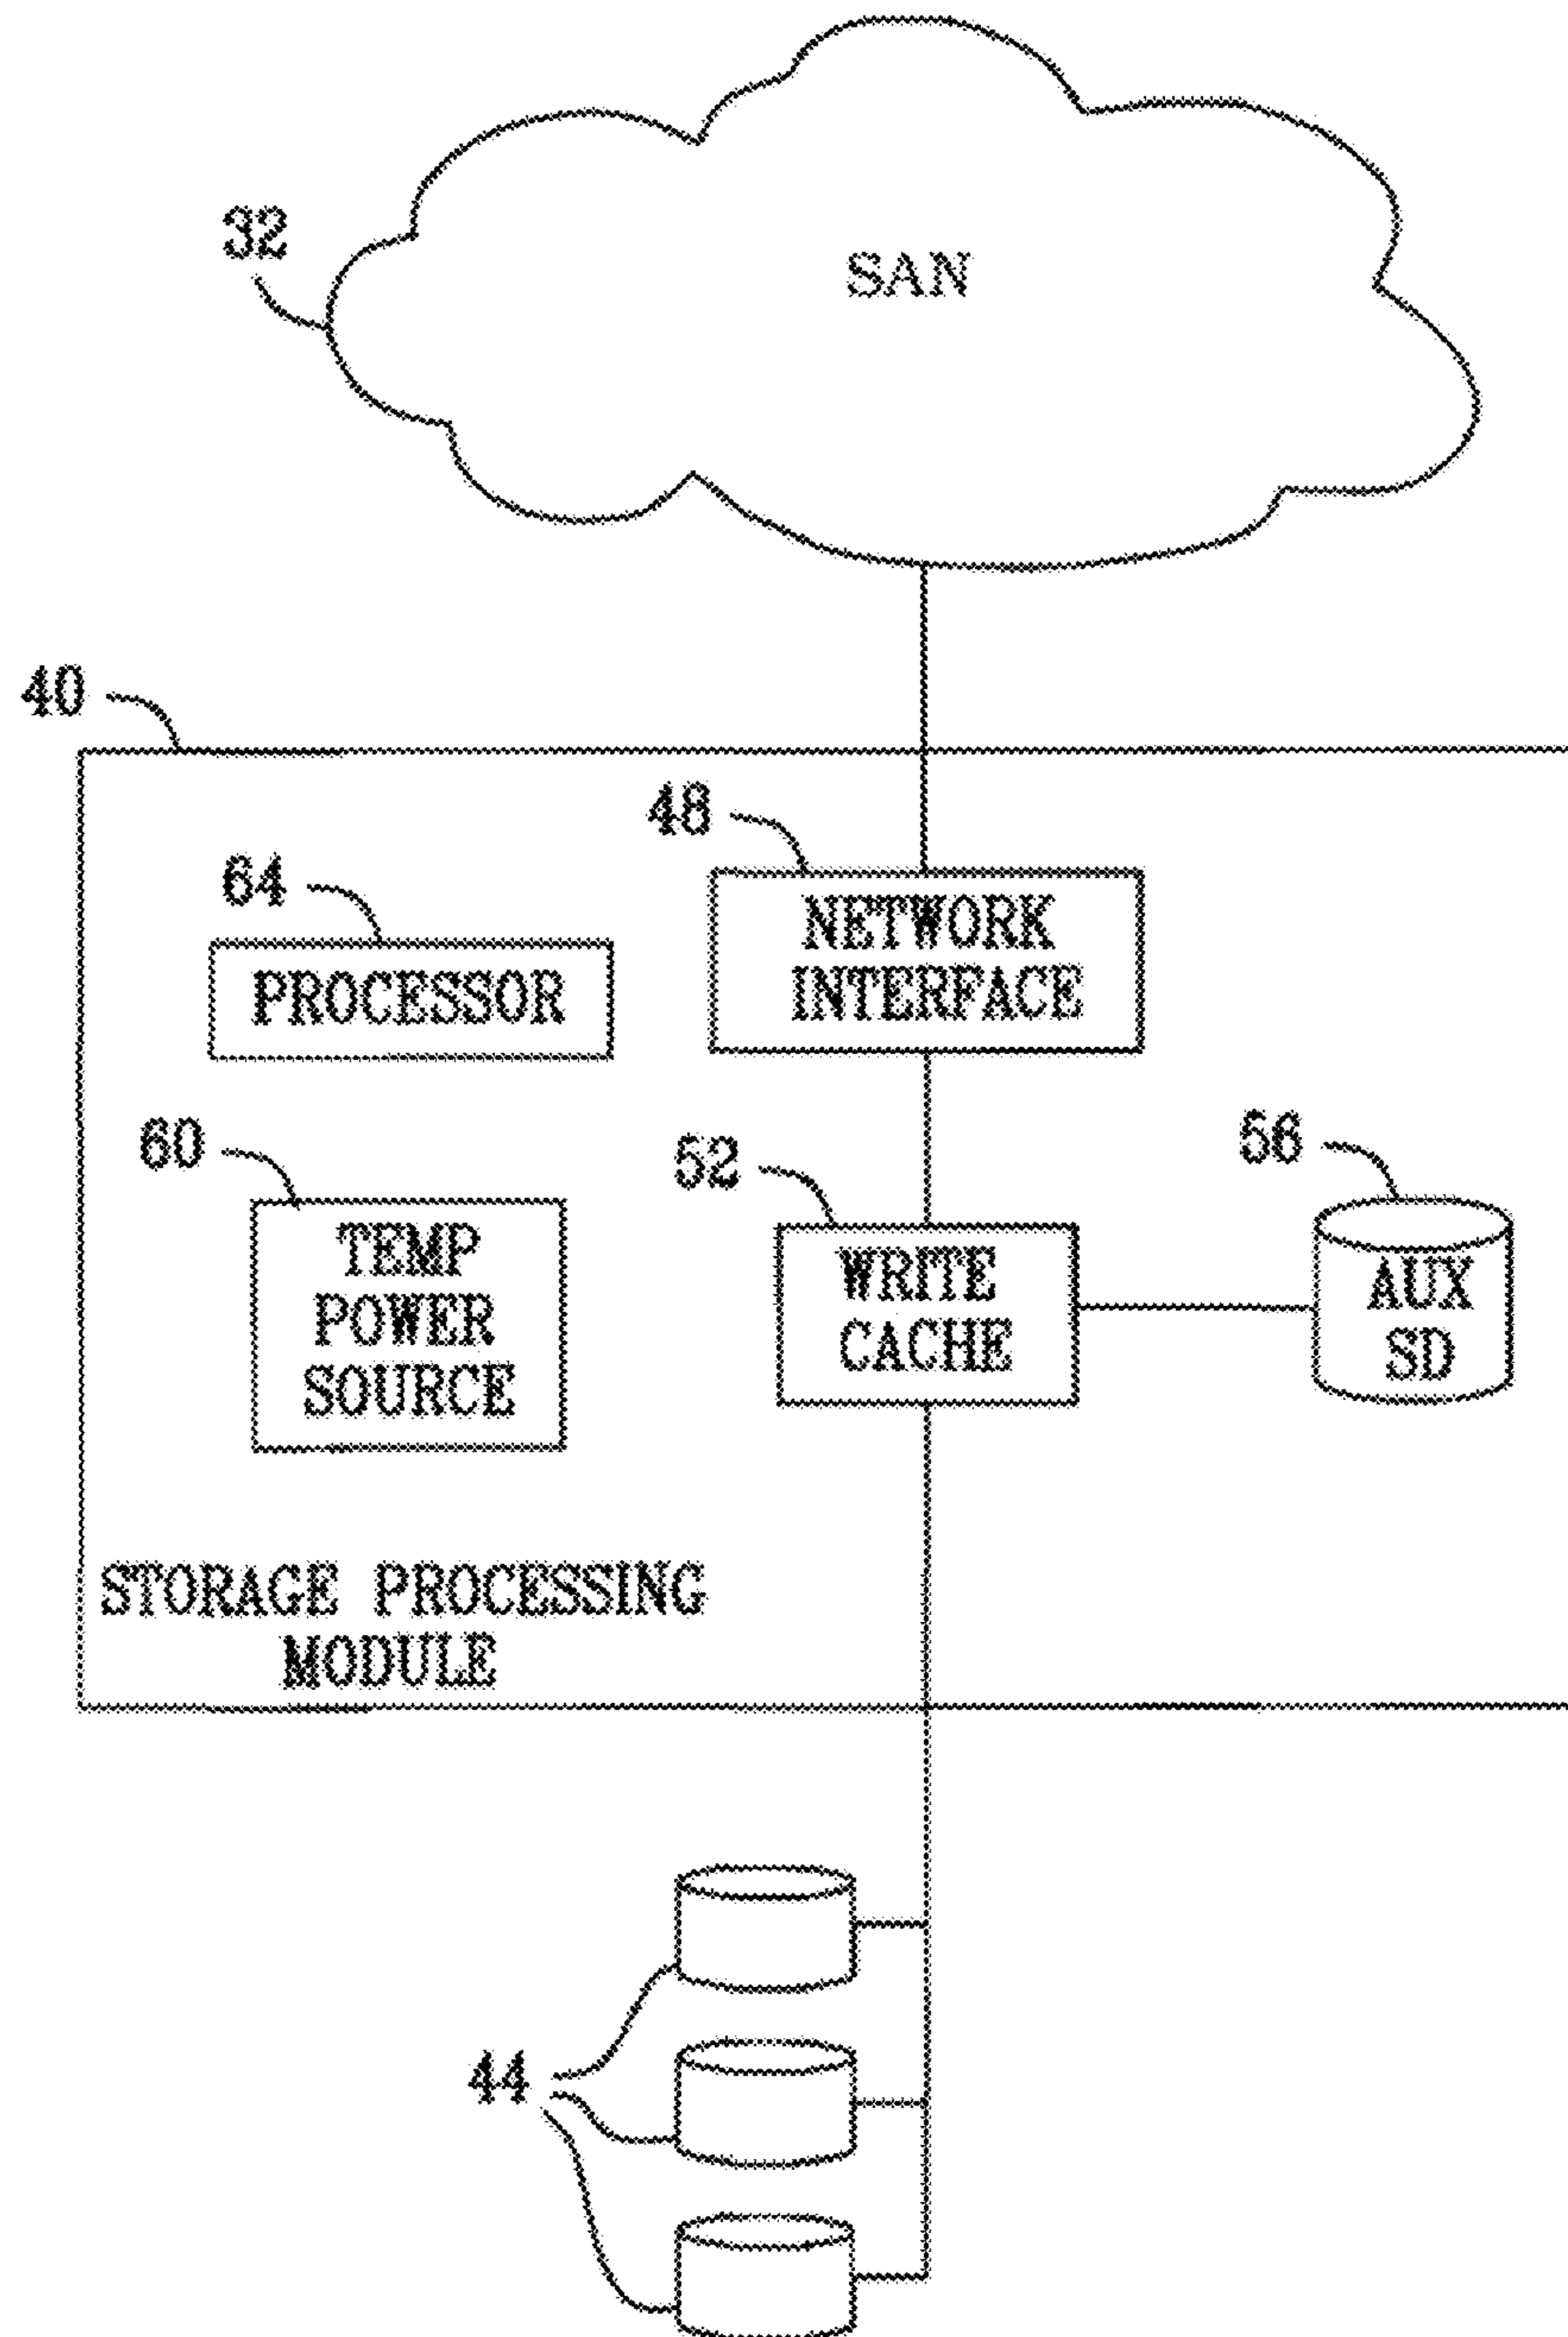 32
SAN
40
48
64
NETWORK
INTERFACE
PROCESSOR
60
52
56
TEMP
POWER
SOURCE
WRITE
CACHE
AUX
SD
STORAGE PROCESSING
MODULE
44